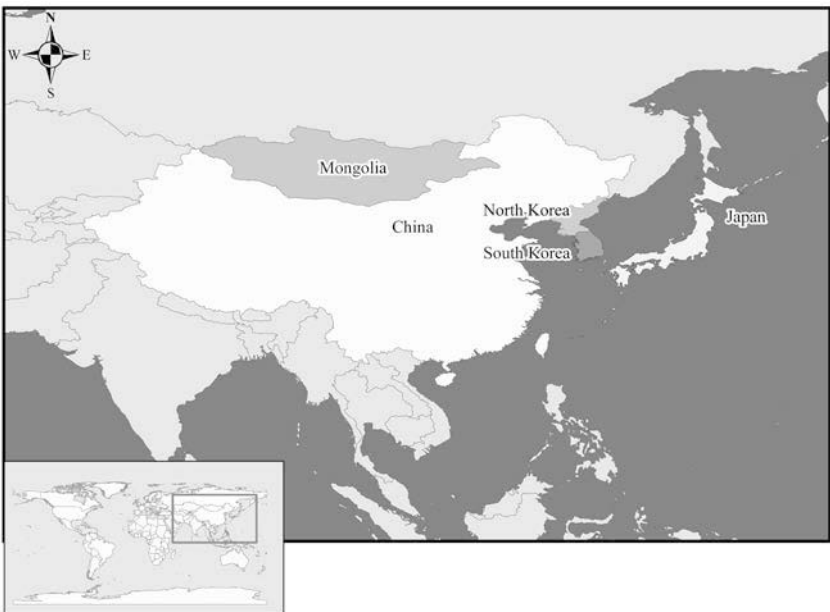 N
W E
S
Mongolia
China
North Korea
South Korea
Japan